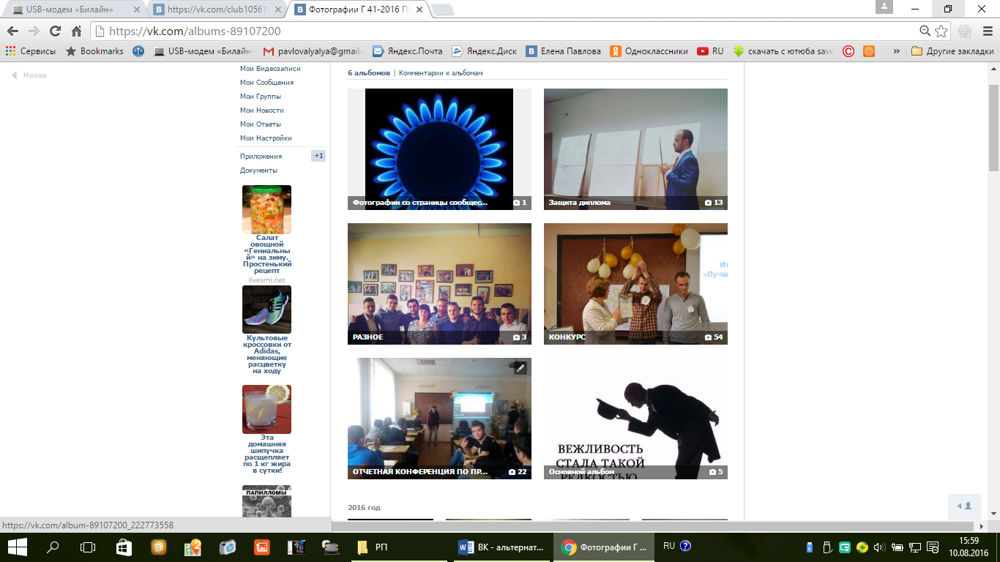 USB-модем «Билайн»
https://vk.com/club1056
Фотографии Г 41-2016 П
https://vk.com/albums-89107200
Сервисы
Bookmarks
USB-модем «Билайн
pavlovalyalya@gmail.
Яндекс.Почта
Яндекс.Диск
Елена Павлова
Одноклассники
RU
скачать с ютюба save
»
Другие закладки
Назад
Мои Видеозаписи
Мои Сообщения
Мои Группы
Мои Новости
Мои Ответы
Мои Настройки
Приложения +1
Документы
Салат
овощной
«Гениальны
й» на зиму.
Простенький
рецепт
livesmi.net
Культовые
кроссовки от
Adidas,
меняющие
расцветку
на ходу
Эта
домашняя
шипучка
расщепляет
по 1 кг жира
в сутки!
ПАПИЛЛОМЫ
6 альбомов | Комментарии к альбомам
Фотографии со страницы сообщес... 1
Защита диплома 13
РАЗНОЕ 3
Ит
«Лучш
КОНКУРС 54
ОТЧЕТНАЯ КОНФЕРЕНЦИЯ ПО ПР... 22
ВЕЖЛИВОСТЬ
СТАЛА ТАКОЙ
РЕДКОСТЬЮ
Основной альбом 5
2016 год
4
https://vk.com/album-89107200_222773558
РП
ВК - альтернат...
Фотографии Г ...
RU
15:59
10.08.2016